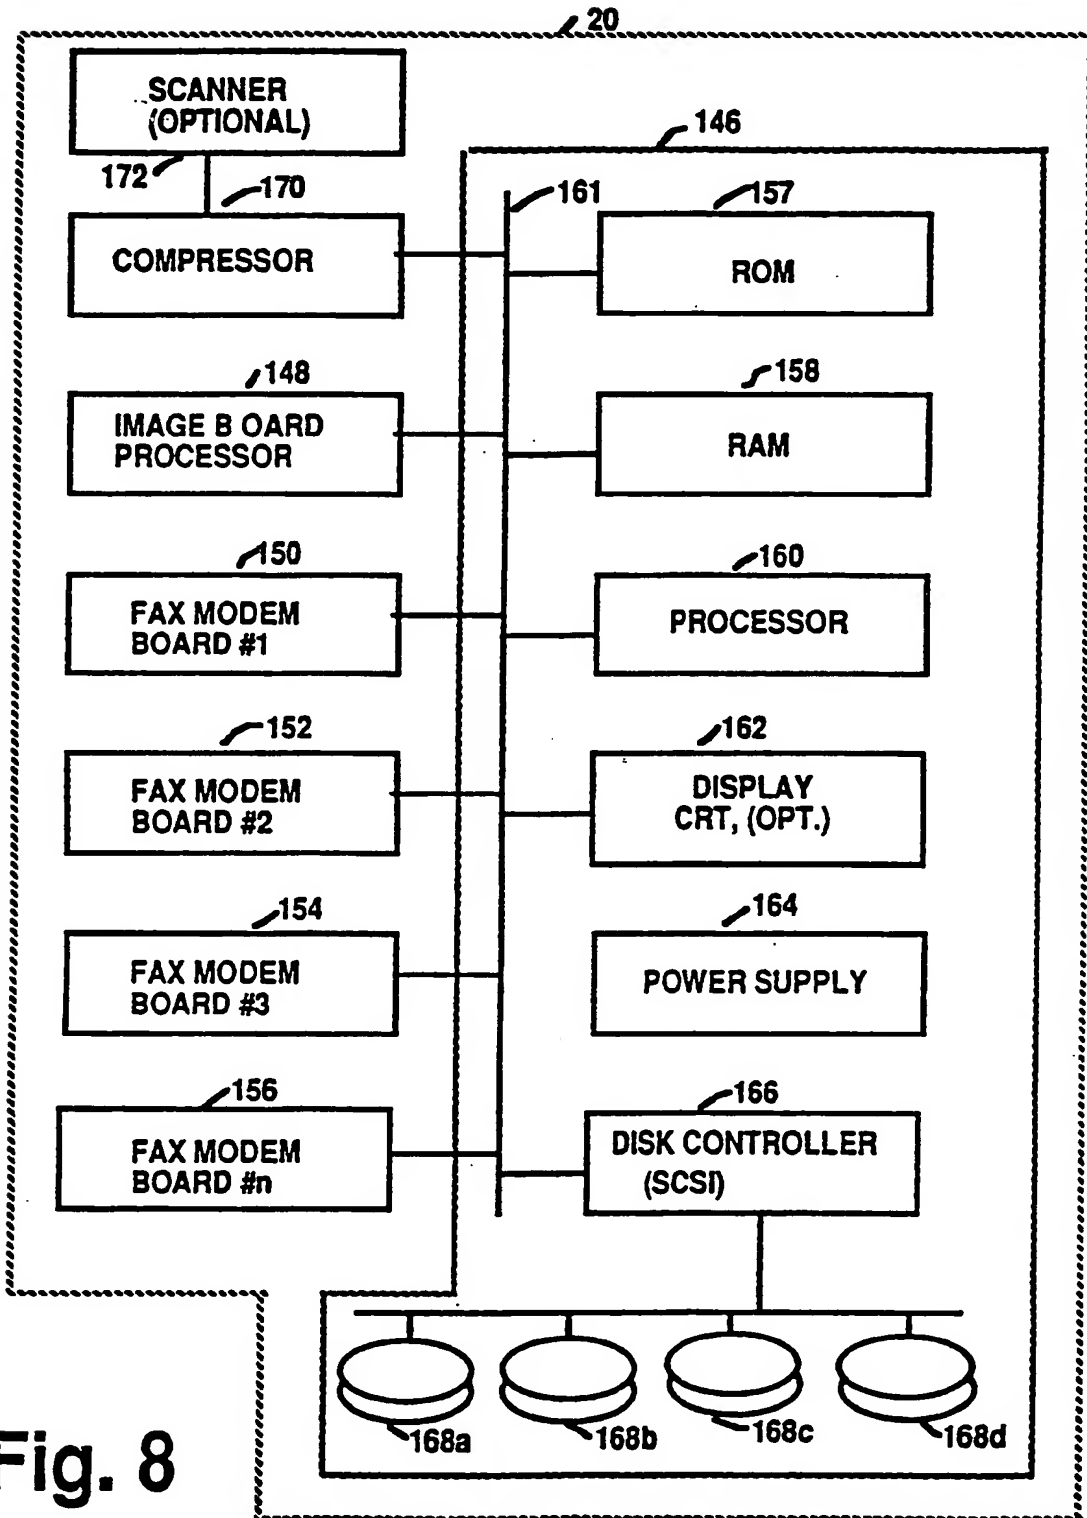 20
SCANNER
(OPTIONAL)
172
146
170
161
157
COMPRESSOR
ROM
148
158
IMAGE B OARD
PROCESSOR
RAM
150
160
FAX MODEM
BOARD #1
PROCESSOR
152
162
FAX MODEM
BOARD #2
DISPLAY
CRT, (OPT.)
154
164
FAX MODEM
BOARD #3
POWER SUPPLY
156
166
FAX MODEM
BOARD #n
DISK CONTROLLER
(SCSI)
168a
168b
168c
168d
Fig. 8